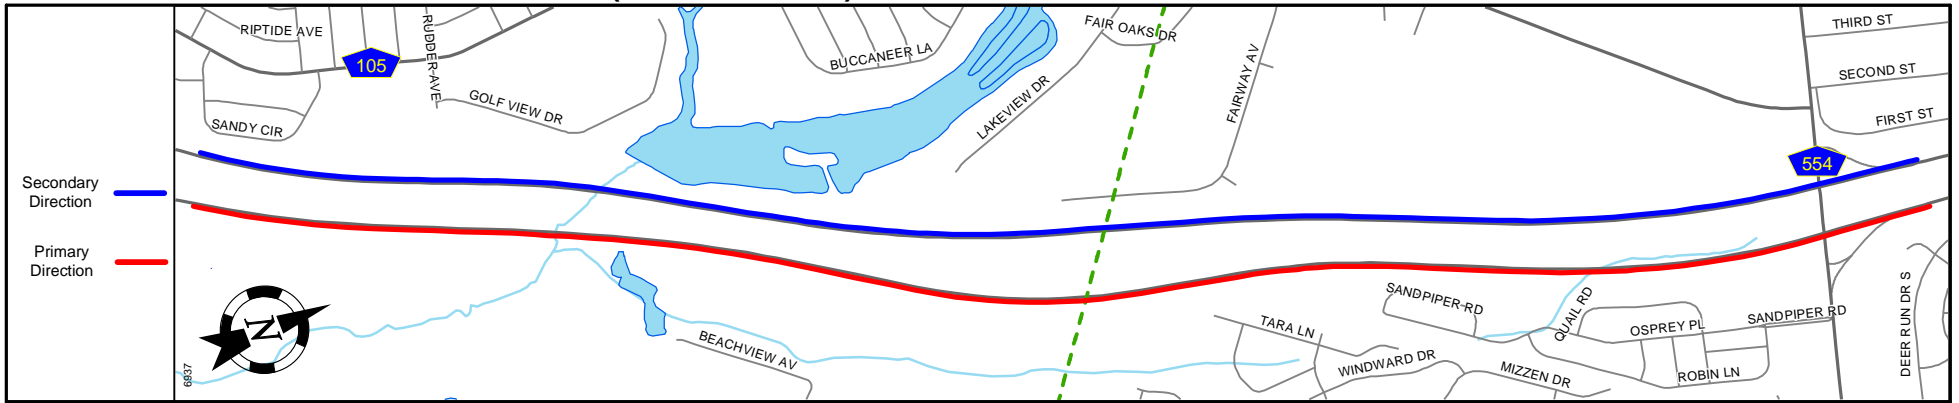 RIPTIDE AVE
RUDDER AVE
105
GOLF VIEW DR
SANDY CIR
BUCCANEER LA
FAIR OAKS DR
LAKEVIEW DR
FAIRWAY AV
THIRD ST
SECOND ST
FIRST ST
554
Secondary
Direction
Primary
Direction
N
6937
BEACHVIEW AV
TARA LN
WINDWARD DR
SANDPIPER RD
MIZZEN DR
QUAIL RD
OSPREY PL
ROBIN LN
SANDPIPER RD
DEER RUN DR S